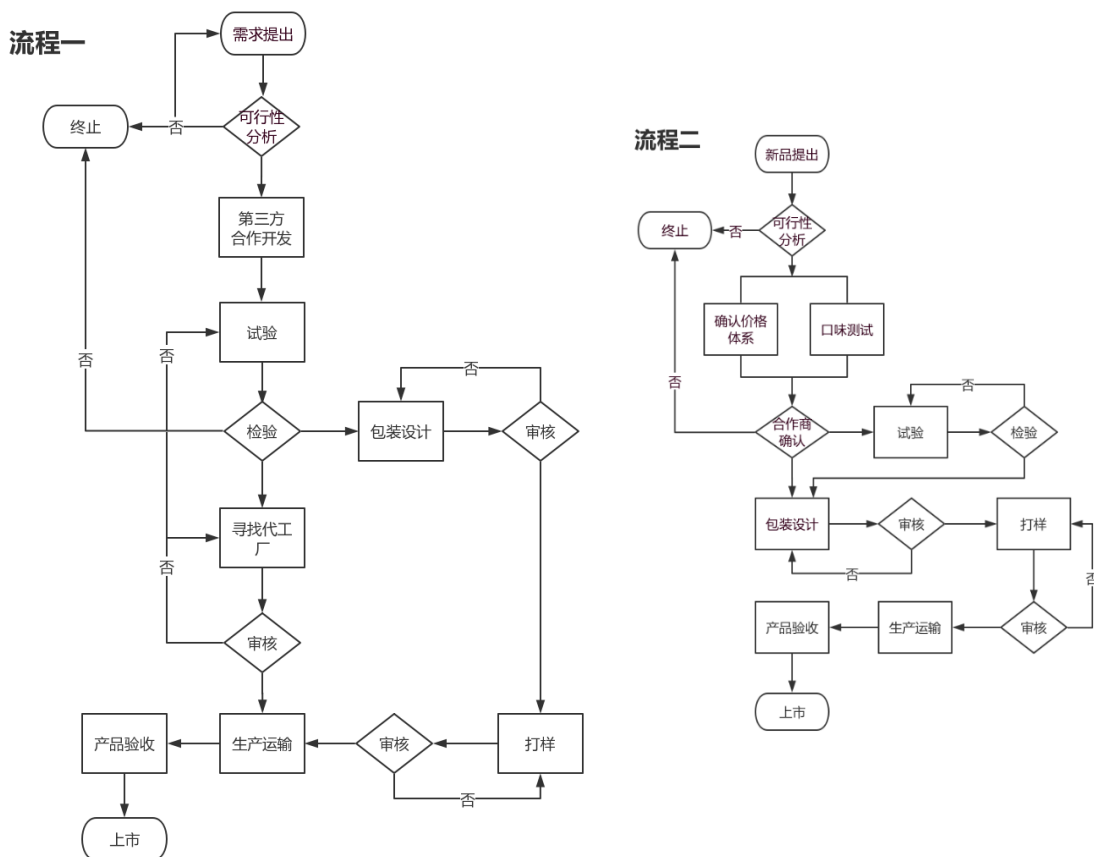 流程一
需求提出
可行性
分析
否
终止
第三方
合作开发
试验
否
否
检验
包装设计
否
审核
寻找代工
厂
否
审核
产品验收
生产运输
审核
打样
否
上市
流程二
新品提出
可行性
分析
否
终止
确认价格
体系
口味测试
否
合作商
确认
试验
否
检验
包装设计
审核
打样
否
否
产品验收
生产运输
审核
上市